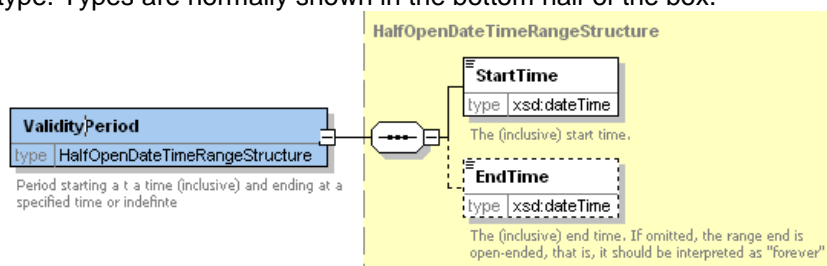 type. Types are normally shown in the bottom half of the box.
HalfOpenDateTimeRangeStructure
StartTime
type xsd:dateTime
The (inclusive) start time.
ValidityPeriod
type HalfOpenDateTimeRangeStructure
Period starting a t a time (inclusive) and ending at a
specified time or indefinte
EndTime
type xsd:dateTime
The (inclusive) end time. If omitted, the range end is
open-ended, that is, it should be interpreted as "forever"